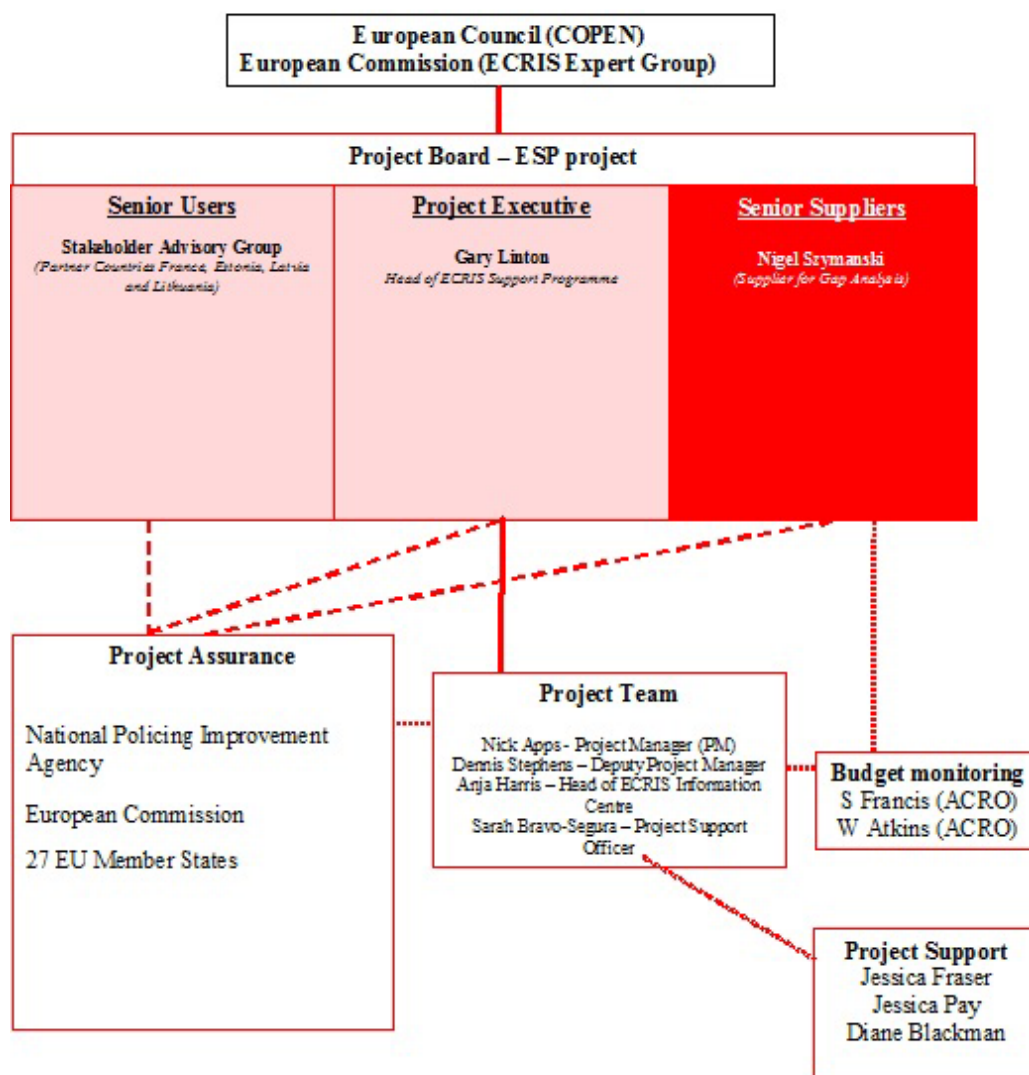 European Council (COPEN)
European Commission (ECRIS Expert Group)
Project Board – ESP project
Senior Users
Stakeholder Advisory Group
(Partner Countries France, Estonia, Latvia
and Lithuania)
Project Executive
Gary Linton
Head of ECRIS Support Programme
Senior Suppliers
Nigel Szymanski
(Supplier for Gap Analysis)
Project Assurance
National Policing Improvement
Agency
European Commission
27 EU Member States
Project Team
Nick Apps- Project Manager (PM)
Dennis Stephens – Deputy Project Manager
Anja Harris – Head of ECRIS Information
Centre
Sarah Bravo-Segura – Project Support
Officer
Budget monitoring
S Francis (ACRO)
W Atkins (ACRO)
Project Support
Jessica Fraser
Jessica Pay
Diane Blackman